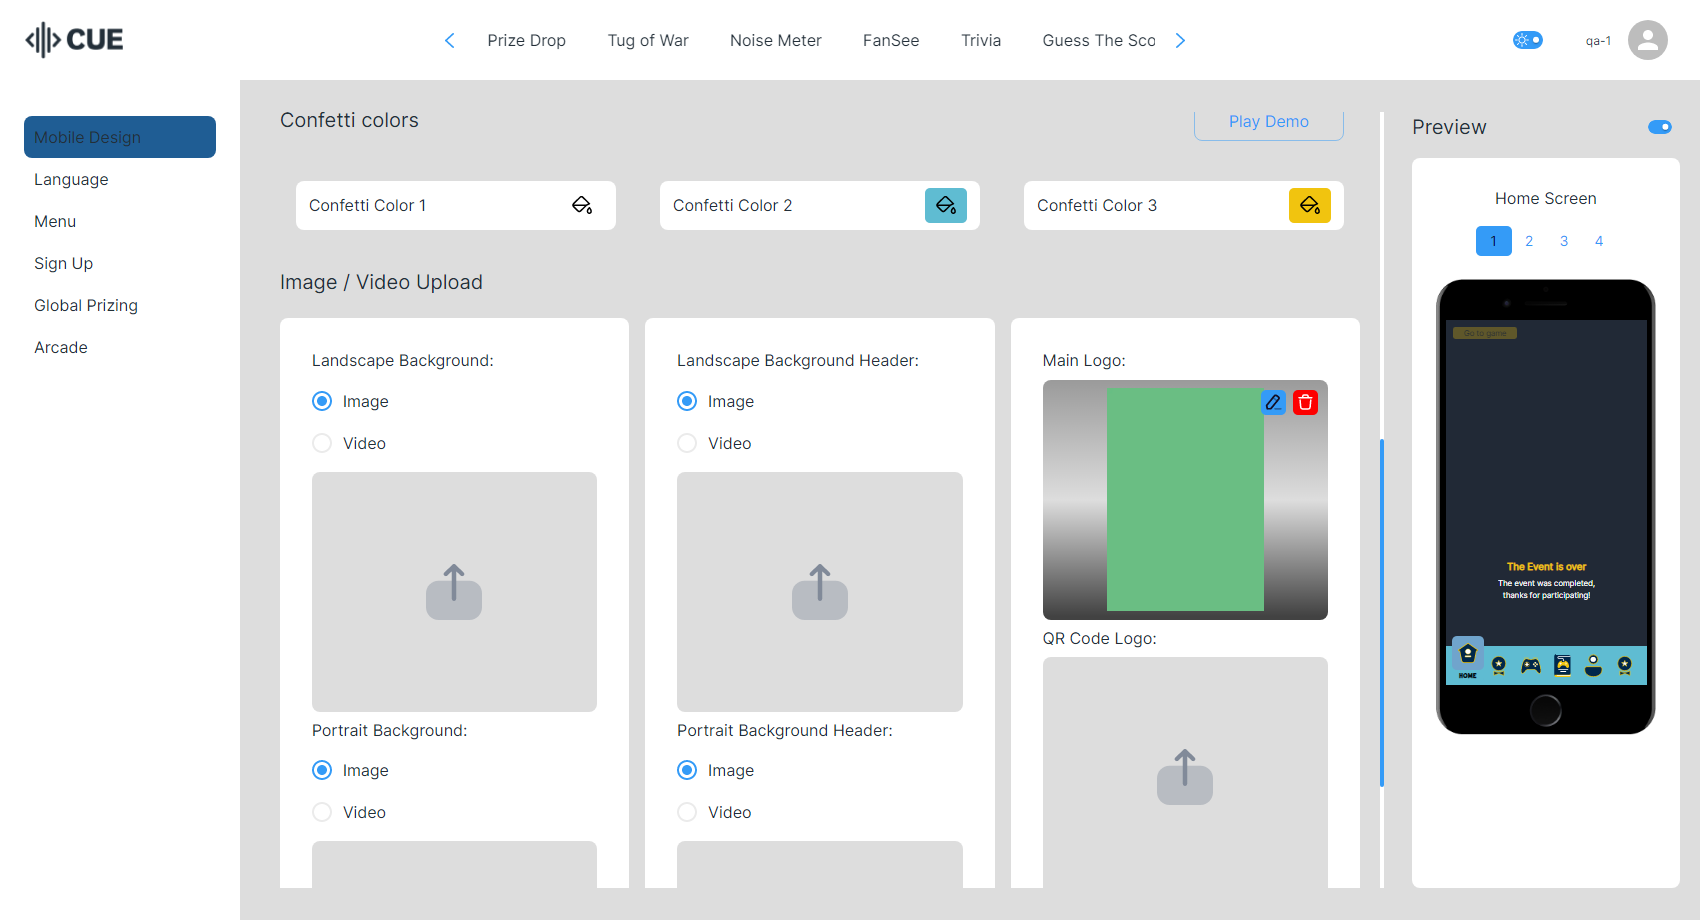 CUE
Prize Drop
Tug of War
Noise Meter
FanSee
Trivia
Guess The Sco
qa-1
Mobile Design
Language
Menu
Sign Up
Global Prizing
Arcade
Confetti colors
Play Demo
Confetti Color 1
Confetti Color 2
Confetti Color 3
Image / Video Upload
Landscape Background:
Image
Video
Portrait Background:
Image
Video
Landscape Background Header:
Image
Video
Portrait Background Header:
Image
Video
Main Logo:
QR Code Logo:
Preview
Home Screen
1 2 3 4
Go to game
The Event is over
The event was completed,
thanks for participating!
HOME